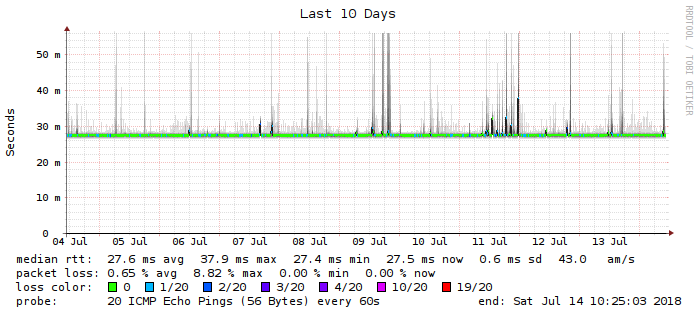 Last 10 Days
RRDTOOL / TOBI OETIKER
Seconds
50 m
40 m
30 m
20 m
10 m
0
04 Jul 05 Jul 06 Jul 07 Jul 08 Jul 09 Jul 10 Jul 11 Jul 12 Jul 13 Jul
median rtt: 27.6 ms avg 37.9 ms max 27.4 ms min 27.5 ms now 0.6 ms sd 43.0 am/s
packet loss: 0.65 % avg 8.82 % max 0.00 % min 0.00 % now
loss color: 0 1/20 2/20 3/20 4/20 10/20 19/20
probe: 20 ICMP Echo Pings (56 Bytes) every 60s end: Sat Jul 14 10:25:03 2018